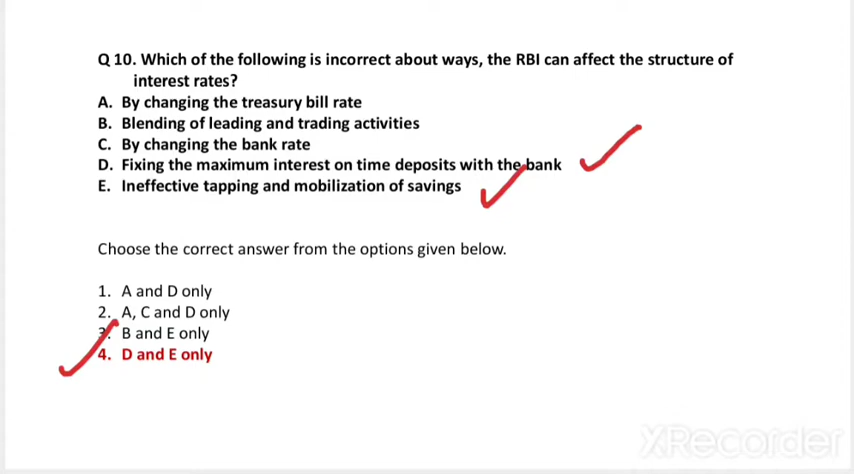 Q 10. Which of the following is incorrect about ways, the RBI can affect the structure of
interest rates?
A. By changing the treasury bill rate
B. Blending of leading and trading activities
C. By changing the bank rate
D. Fixing the maximum interest on time deposits with the bank
E. Ineffective tapping and mobilization of savings
Choose the correct answer from the options given below.
1. A and D only
2. A, C and D only
3. B and E only
4. D and E only
XRecorder